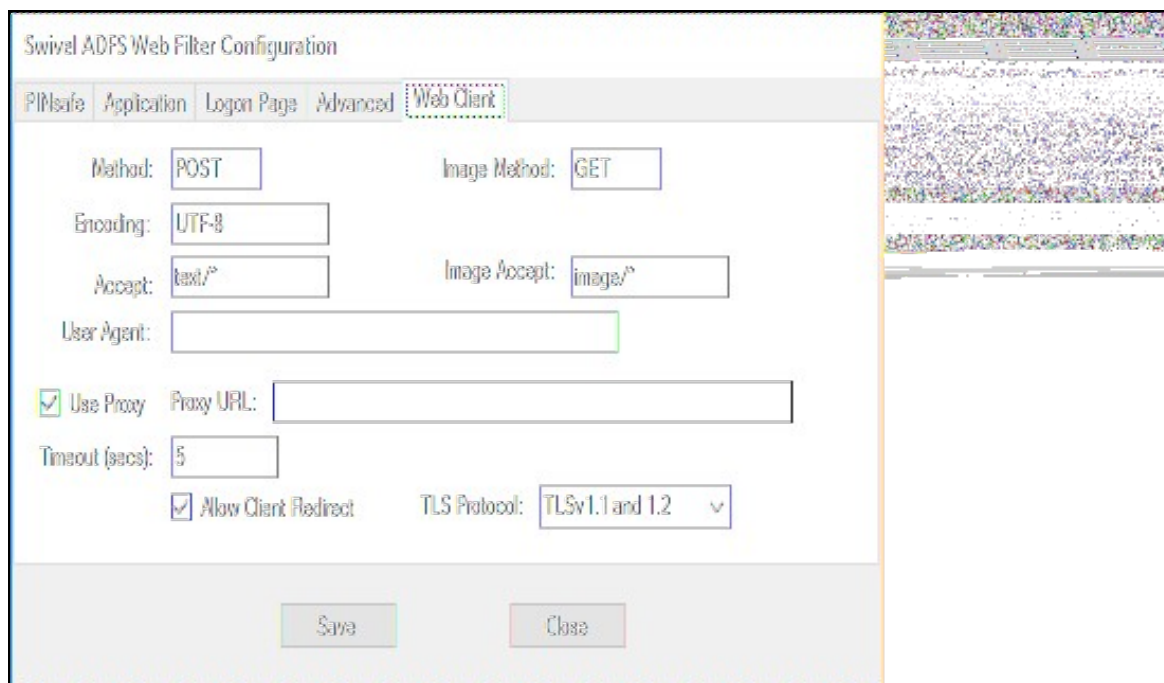 Swivel ADFS Web Filter Configuration
PINsafe Application Logon Page Advanced Web Client
Method: POST Image Method: GET
Encoding: UTF-8
Accept: text/* Image Accept: image/*
User Agent:
Use Proxy Proxy URL:
Timeout (secs): 5
Allow Client Redirect TLS Protocol: TLSv1.1 and 1.2
Save Close